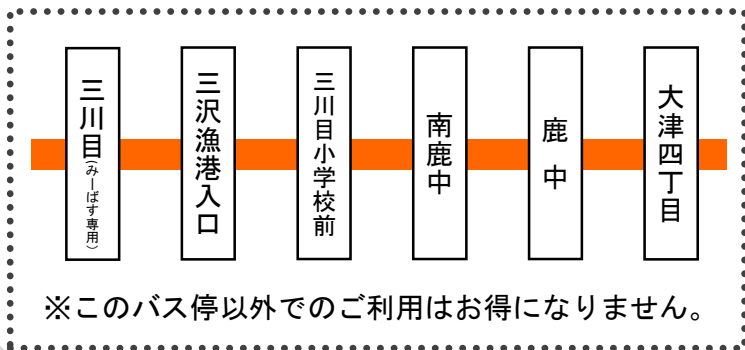 三川目(みーばす専用)
三沢漁港入口
三川目小学校前
南鹿中
鹿中
大津四丁目
※このバス停以外でのご利用はお得になりません。